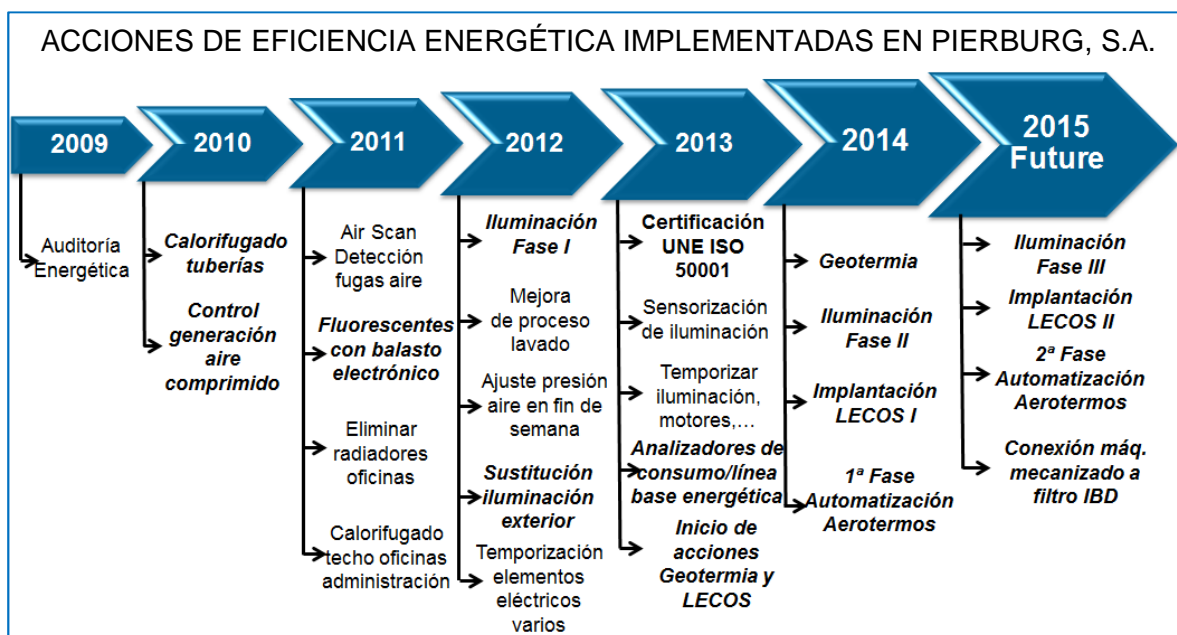 ACCIONES DE EFICIENCIA ENERGÉTICA IMPLEMENTADAS EN PIERBURG, S.A.
2009
Auditoría
Energética
2010
Calorifugado
tuberías
Control
generación
aire
comprimido
2011
Air Scan
Detección
fugas aire
Fluorescentes
con balasto
electrónico
Eliminar
radiadores
oficinas
Calorifugado
techo oficinas
administración
2012
Iluminación
Fase I
Mejora
de proceso
lavado
Ajuste presión
aire en fin de
semana
Sustitución
iluminación
exterior
Temporización
elementos
eléctricos
varios
2013
Certificación
UNE ISO
50001
Sensorización
de iluminación
Temporizar
iluminación,
motores,...
Analizadores de
consumo/línea
base energética
Inicio de
acciones
Geotermia y
LECOS
2014
Geotermia
Iluminación
Fase II
Implantación
LECOS I
1ª Fase
Automatización
Aerotermos
2015
Future
Iluminación
Fase III
Implantación
LECOS II
2ª Fase
Automatización
Aerotermos
Conexión máq.
mecanizado a
filtro IBD